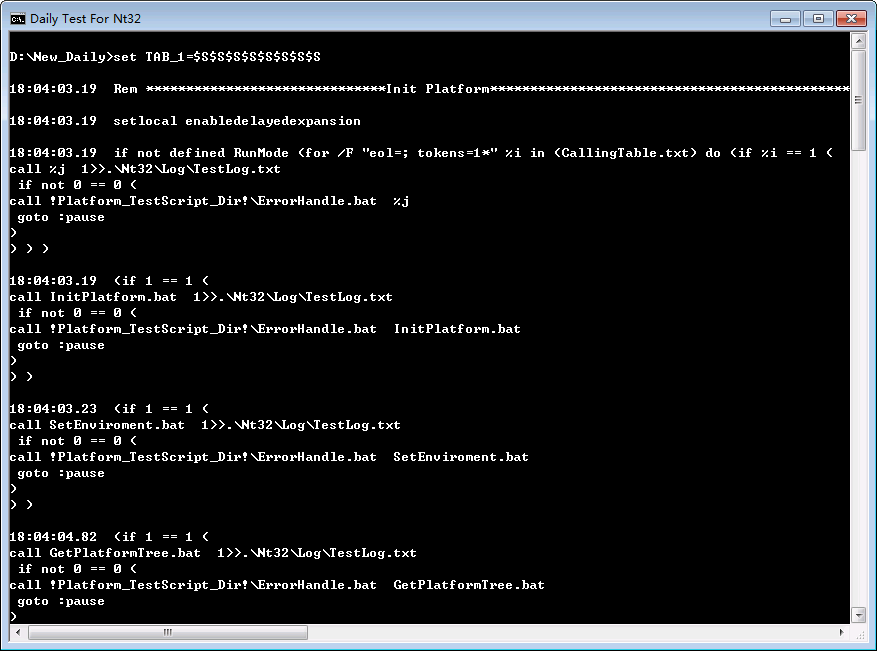 Daily Test For Nt32
D:\New_Daily>set TAB_1=$S$S$S$S$S$S$S$S
18:04:03.19  Rem ******************************Init Platform*********************************************
18:04:03.19  setlocal enabledelayedexpansion
18:04:03.19  if not defined RunMode (for /F "eol=; tokens=1*" %i in (CallingTable.txt) do (if %i == 1 (
call %j  1>>.\Nt32\Log\TestLog.txt
 if not 0 == 0 (
call !Platform_TestScript_Dir!\ErrorHandle.bat  %j
 goto :pause
)
) ) )
18:04:03.19  (if 1 == 1 (
call InitPlatform.bat  1>>.\Nt32\Log\TestLog.txt
 if not 0 == 0 (
call !Platform_TestScript_Dir!\ErrorHandle.bat  InitPlatform.bat
 goto :pause
)
) )
18:04:03.23  (if 1 == 1 (
call SetEnviroment.bat  1>>.\Nt32\Log\TestLog.txt
 if not 0 == 0 (
call !Platform_TestScript_Dir!\ErrorHandle.bat  SetEnviroment.bat
 goto :pause
)
) )
18:04:04.82  (if 1 == 1 (
call GetPlatformTree.bat  1>>.\Nt32\Log\TestLog.txt
 if not 0 == 0 (
call !Platform_TestScript_Dir!\ErrorHandle.bat  GetPlatformTree.bat
 goto :pause
)